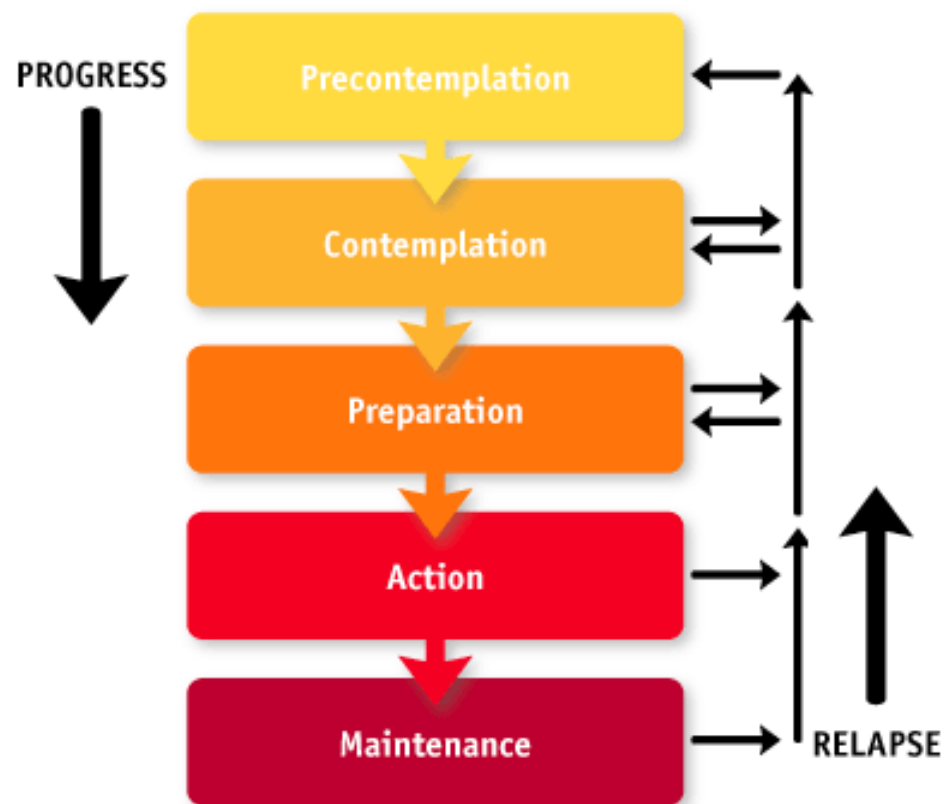 PROGRESS
Precontemplation
Contemplation
Preparation
Action
Maintenance
RELAPSE